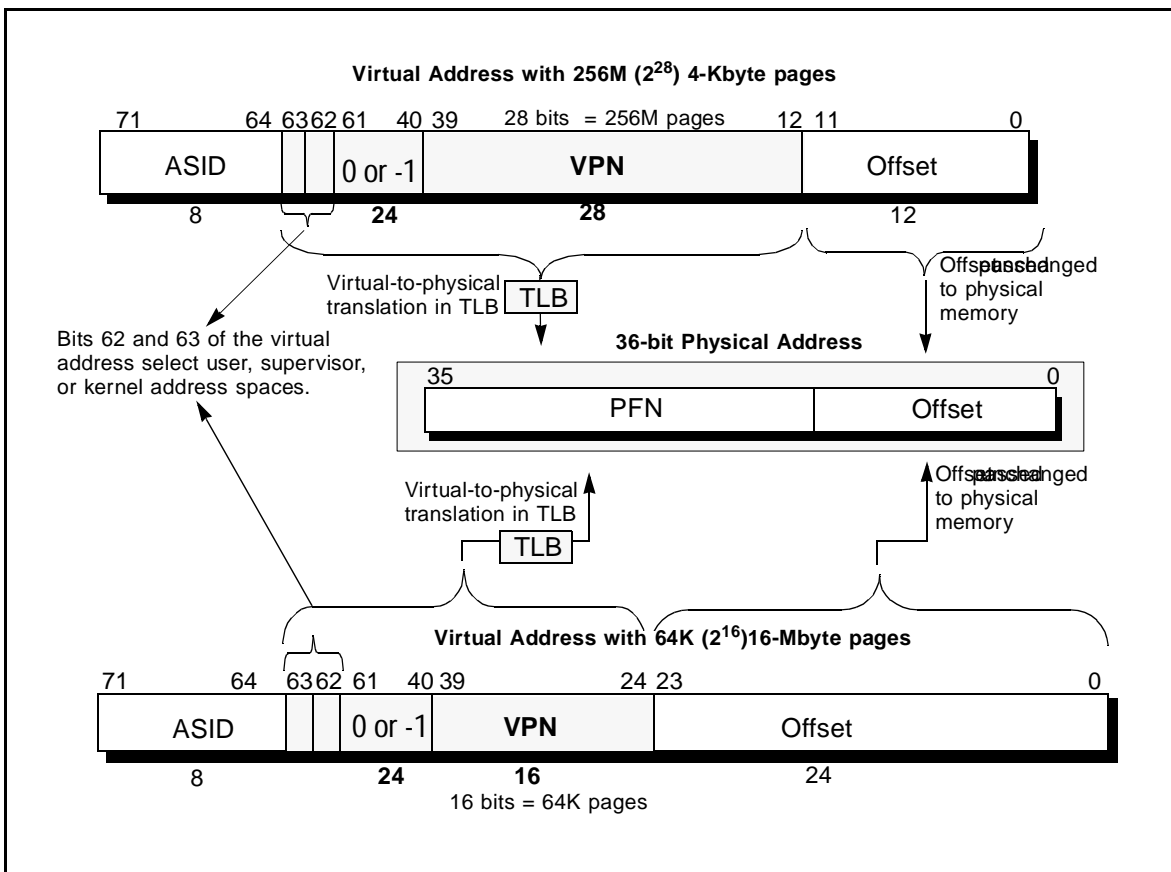 Virtual Address with 256M (2^28) 4-Kbyte pages
71 64 63 62 61 40 39 28 bits = 256M pages 12 11 0
ASID 0 or -1 VPN Offset
8 24 28 12
Virtual-to-physical
translation in TLB
TLB
Offset
to physical
memory
Bits 62 and 63 of the virtual
address select user, supervisor,
or kernel address spaces.
36-bit Physical Address
35 0
PFN Offset
Virtual-to-physical
translation in TLB
TLB
Offset
to physical
memory
Virtual Address with 64K (2^16)16-Mbyte pages
71 64 63 62 61 40 39 24 23 0
ASID 0 or -1 VPN Offset
8 24 16 24
16 bits = 64K pages